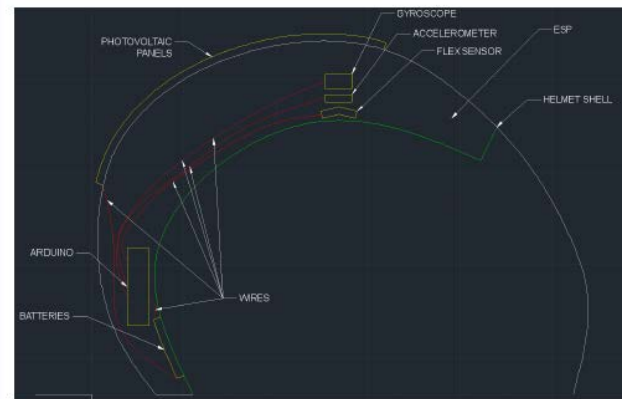 GYROSCOPE
ACCELEROMETER
FLEX SENSOR
ESP
PHOTOVOLTAIC
PANELS
HELMET SHELL
ARDUINO
WIRES
BATTERIES